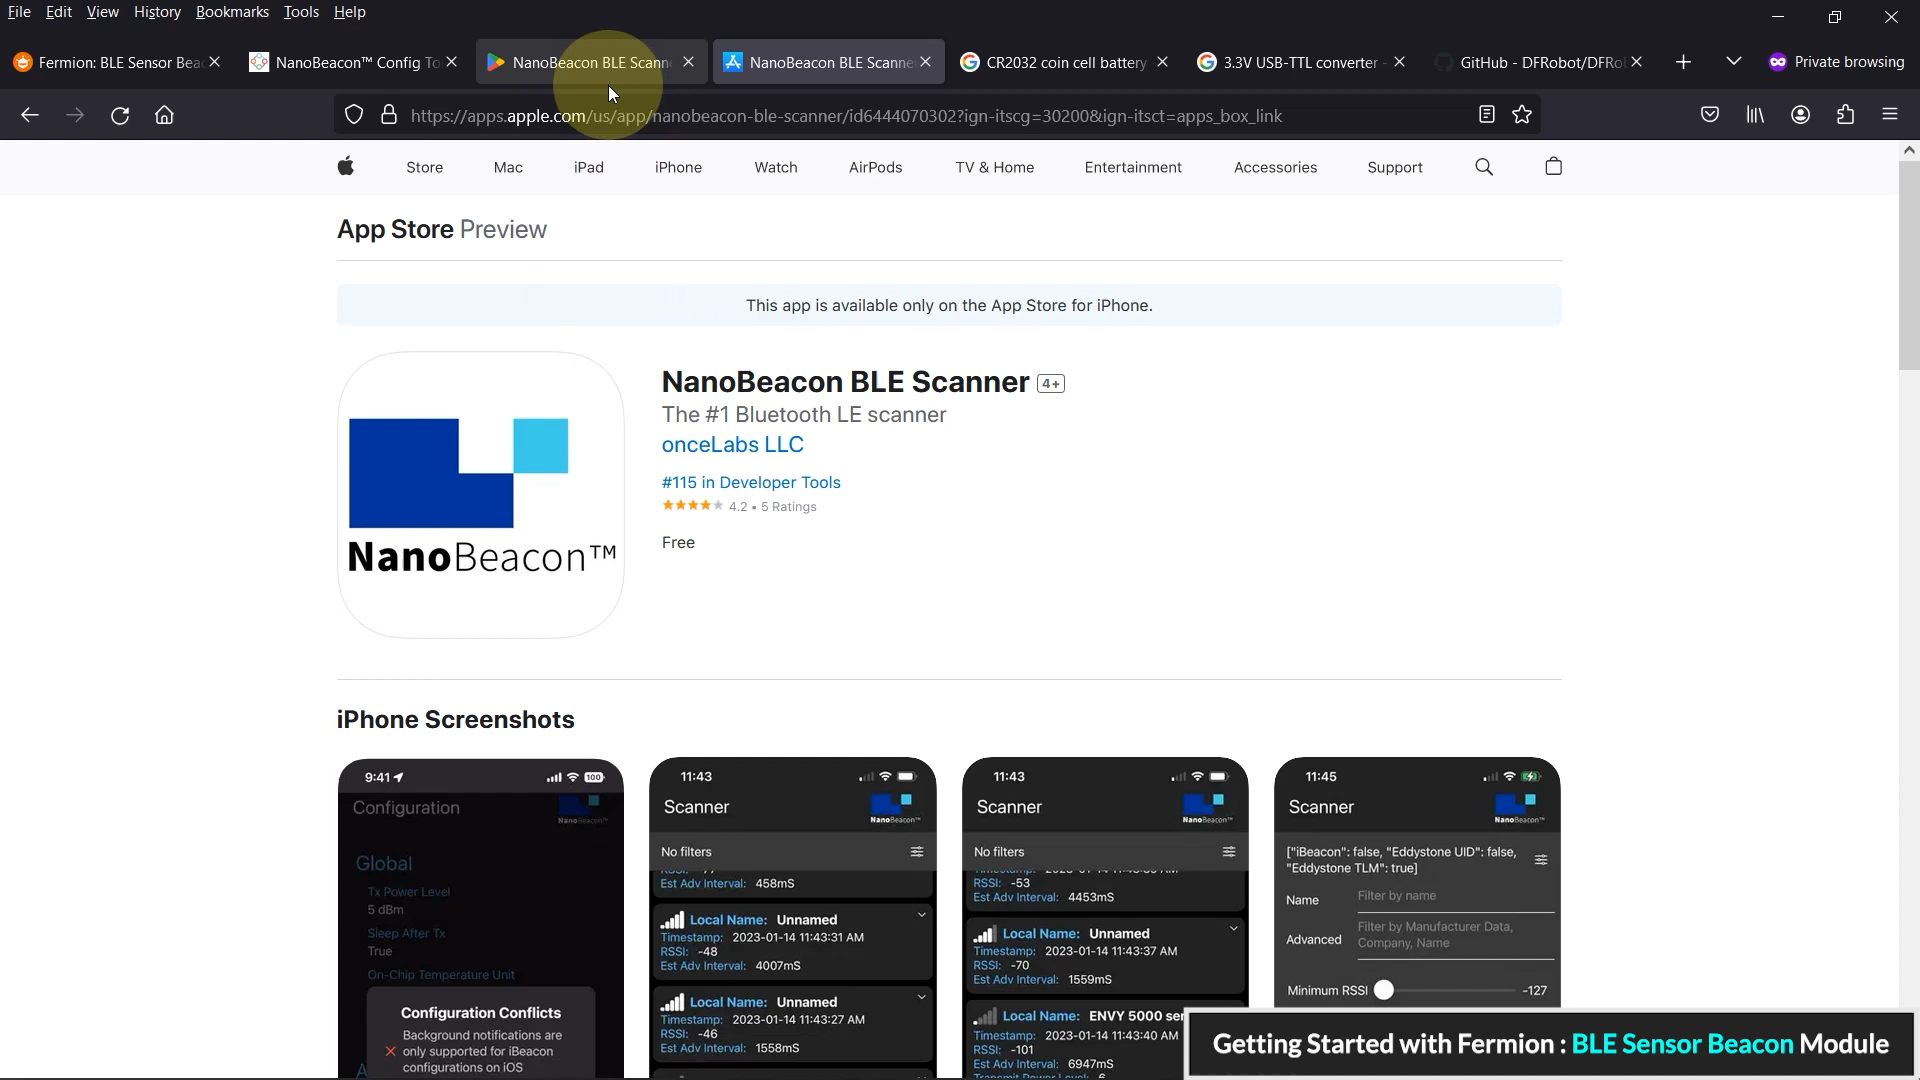 File Edit View History Bookmarks Tools Help
Fermion: BLE Sensor Bea
NanoBeacon™ Config To
NanoBeacon BLE Scann
NanoBeacon BLE Scanne
CR2032 coin cell battery
3.3V USB-TTL converter -
GitHub - DFRobot/DFRo
Private browsing
https://apps.apple.com/us/app/nanobeacon-ble-scanner/id6444070302?ign-itscg=30200&ign-itsct=apps_box_link
Store Mac iPad iPhone Watch AirPods TV & Home Entertainment Accessories Support
App Store Preview
This app is available only on the App Store for iPhone.
NanoBeacon™
NanoBeacon BLE Scanner 4+
The #1 Bluetooth LE scanner
onceLabs LLC
#115 in Developer Tools
★★★★★ 4.2 • 5 Ratings
Free
iPhone Screenshots
9:41
100
Configuration
NanoBeacon™
Global
Tx Power Level
5 dBm
Sleep After Tx
True
On-Chip Temperature Unit
Configuration Conflicts
Background notifications are
only supported for iBeacon
configurations on iOS
11:43
Scanner
NanoBeacon™
No filters
Est Adv Interval: 458mS
Local Name: Unnamed
Timestamp: 2023-01-14 11:43:31 AM
RSSI: -48
Est Adv Interval: 4007mS
Local Name: Unnamed
Timestamp: 2023-01-14 11:43:27 AM
RSSI: -46
Est Adv Interval: 1558mS
11:43
Scanner
NanoBeacon™
No filters
RSSI: -53
Est Adv Interval: 4453mS
Local Name: Unnamed
Timestamp: 2023-01-14 11:43:37 AM
RSSI: -70
Est Adv Interval: 1559mS
Local Name: ENVY 5000 ser
Timestamp: 2023-01-14 11:43:40 AM
RSSI: -101
Est Adv Interval: 6947mS
11:45
Scanner
NanoBeacon™
["iBeacon": false, "Eddystone UID": false,
"Eddystone TLM": true]
Name Filter by name
Advanced Filter by Manufacturer Data,
Company, Name
Minimum RSSI -127
Getting Started with Fermion : BLE Sensor Beacon Module